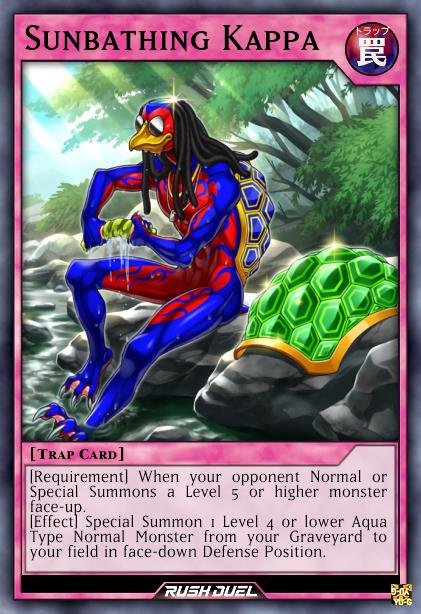 Sunbathing Kappa
トラップ
罠
[Trap Card]
[Requirement] When your opponent Normal or
Special Summons a Level 5 or higher monster
face-up.
[Effect] Special Summon 1 Level 4 or lower Aqua
Type Normal Monster from your Graveyard to
your field in face-down Defense Position.
RUSH DUEL